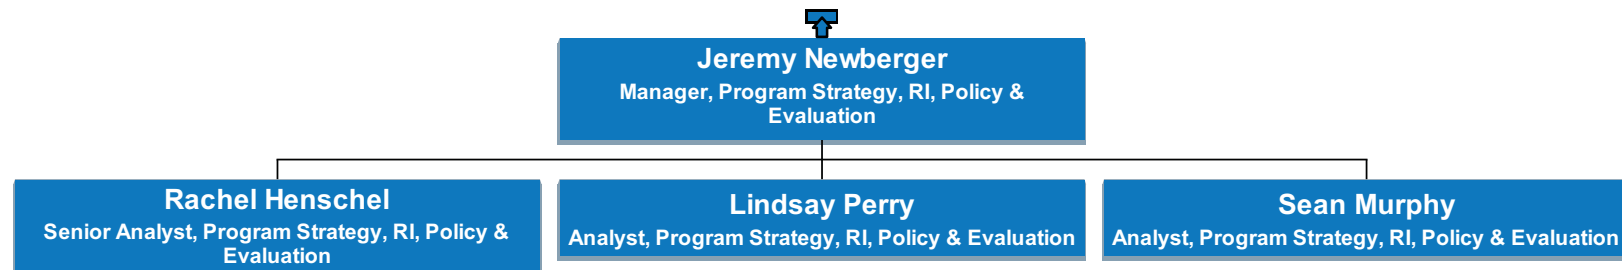 Jeremy Newberger
Manager, Program Strategy, RI, Policy &
Evaluation
Rachel Henschel
Senior Analyst, Program Strategy, RI, Policy &
Evaluation
Lindsay Perry
Analyst, Program Strategy, RI, Policy & Evaluation
Sean Murphy
Analyst, Program Strategy, RI, Policy & Evaluation